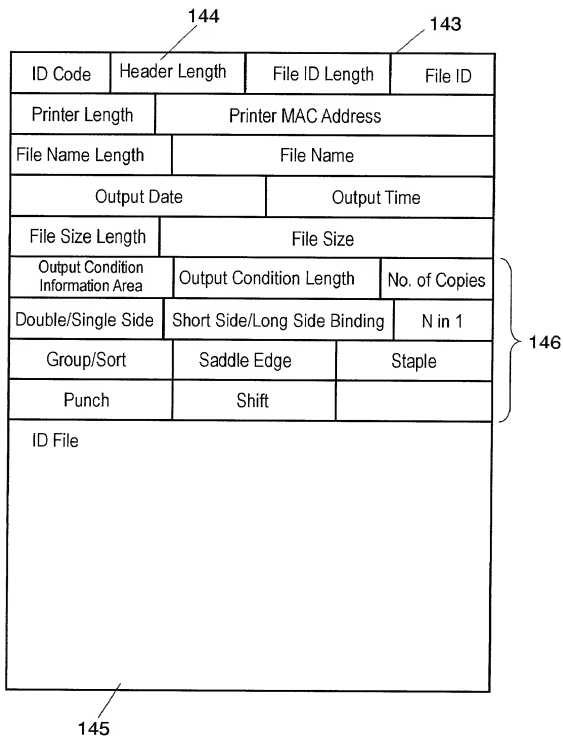 144
143
ID Code Header Length File ID Length File ID
Printer Length Printer MAC Address
File Name Length File Name
Output Date Output Time
File Size Length File Size
Output Condition
Information Area Output Condition Length No. of Copies
Double/Single Side Short Side/Long Side Binding N in 1
146
Group/Sort Saddle Edge Staple
Punch Shift
ID File
145